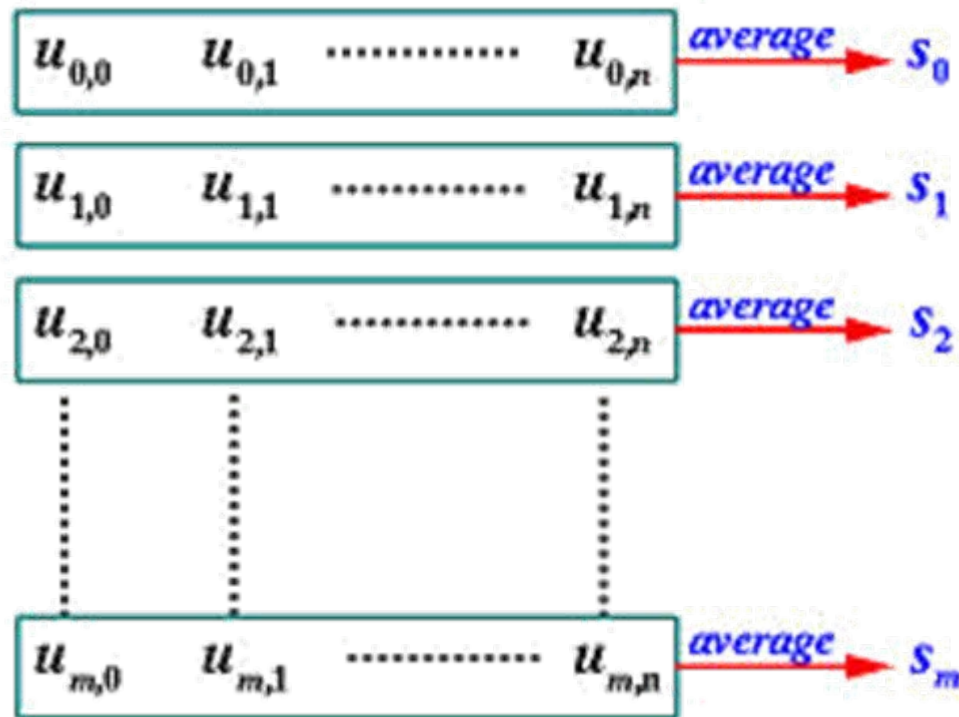 u0,0 u0,1 ........... u0,n average s0
u1,0 u1,1 ........... u1,n average s1
u2,0 u2,1 ........... u2,n average s2
um,0 um,1 ........... um,n average sm